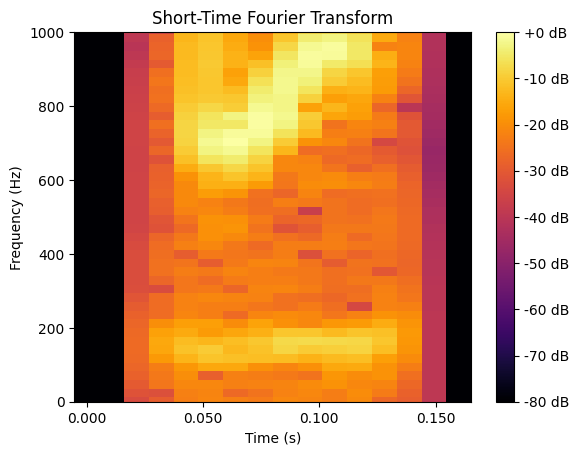 Short-Time Fourier Transform
1000
800
600
400
200
0
Frequency (Hz)
0.000
0.050
0.100
0.150
Time (s)
+0 dB
-10 dB
-20 dB
-30 dB
-40 dB
-50 dB
-60 dB
-70 dB
-80 dB